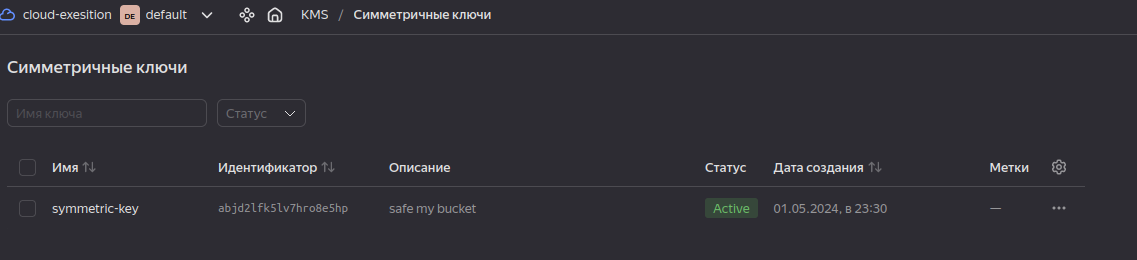 cloud-exesition DE default KMS / Симметричные ключи
Симметричные ключи
Имя ключа Статус
Имя Идентификатор Описание Статус Дата создания Метки
symmetric-key abjd2lfk5lv7hro8e5hp safe my bucket Active 01.05.2024, в 23:30 —